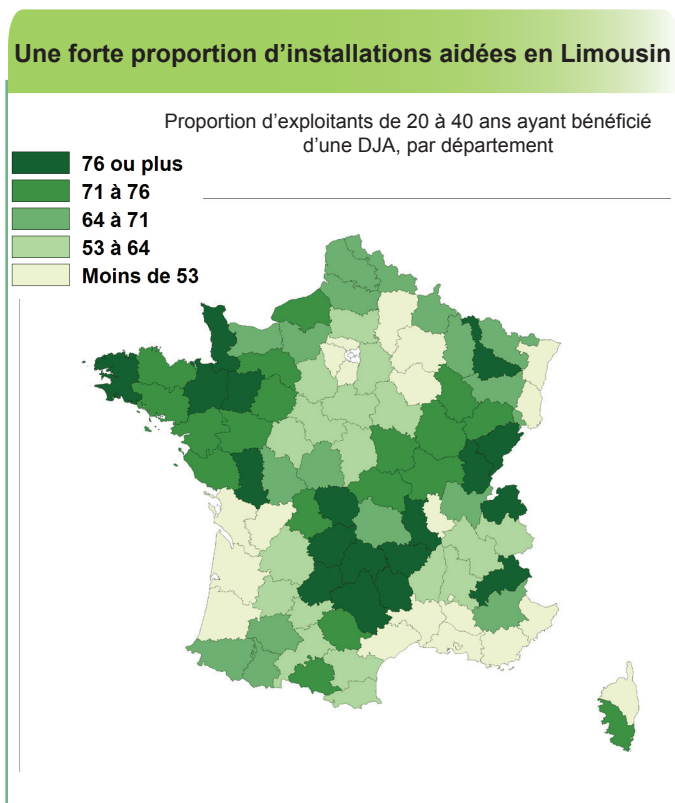 Une forte proportion d’installations aidées en Limousin
Proportion d’exploitants de 20 à 40 ans ayant bénéficié
d’une DJA, par département
76 ou plus
71 à 76
64 à 71
53 à 64
Moins de 53